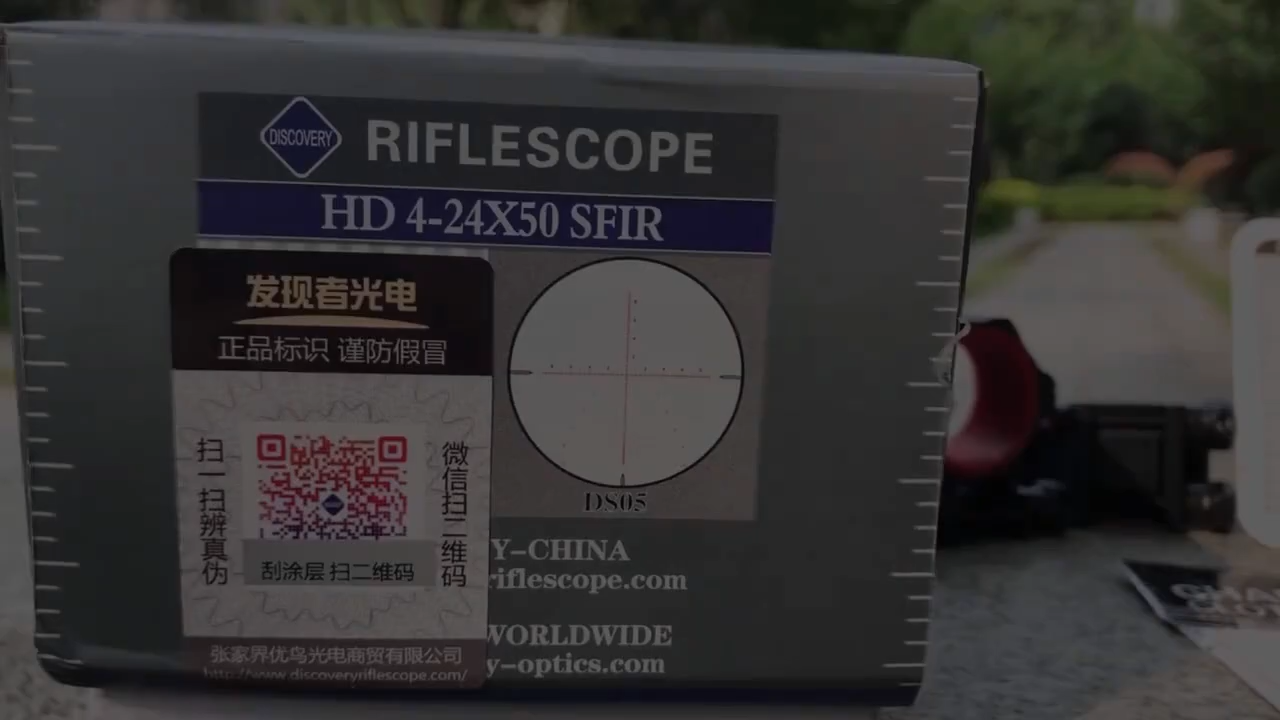 DISCOVERY
RIFLESCOPE
HD 4-24X50 SFIR
发现者光电
正品标识 谨防假冒
扫一扫辨真伪
微信扫二维码
刮涂层 扫二维码
张家界优鸟光电商贸有限公司
http://www.discoveryriflescope.com/
DS05
Y-CHINA
riflescope.com
WORLDWIDE
y-optics.com